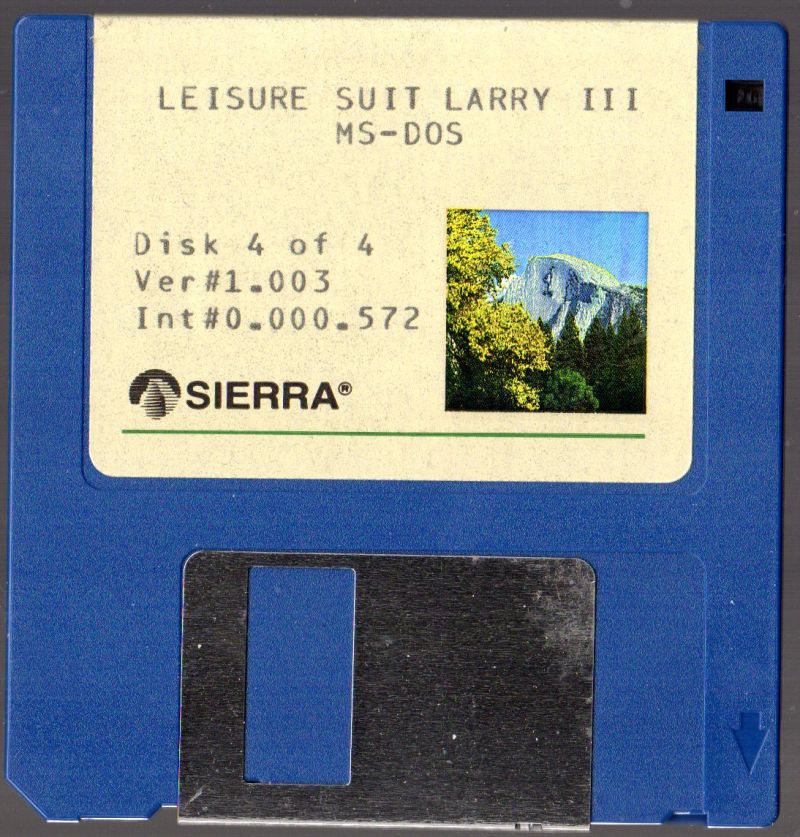 LEISURE SUIT LARRY III
MS-DOS
Disk 4 of 4
Ver#1.003
Int#0.000.572
SIERRA®